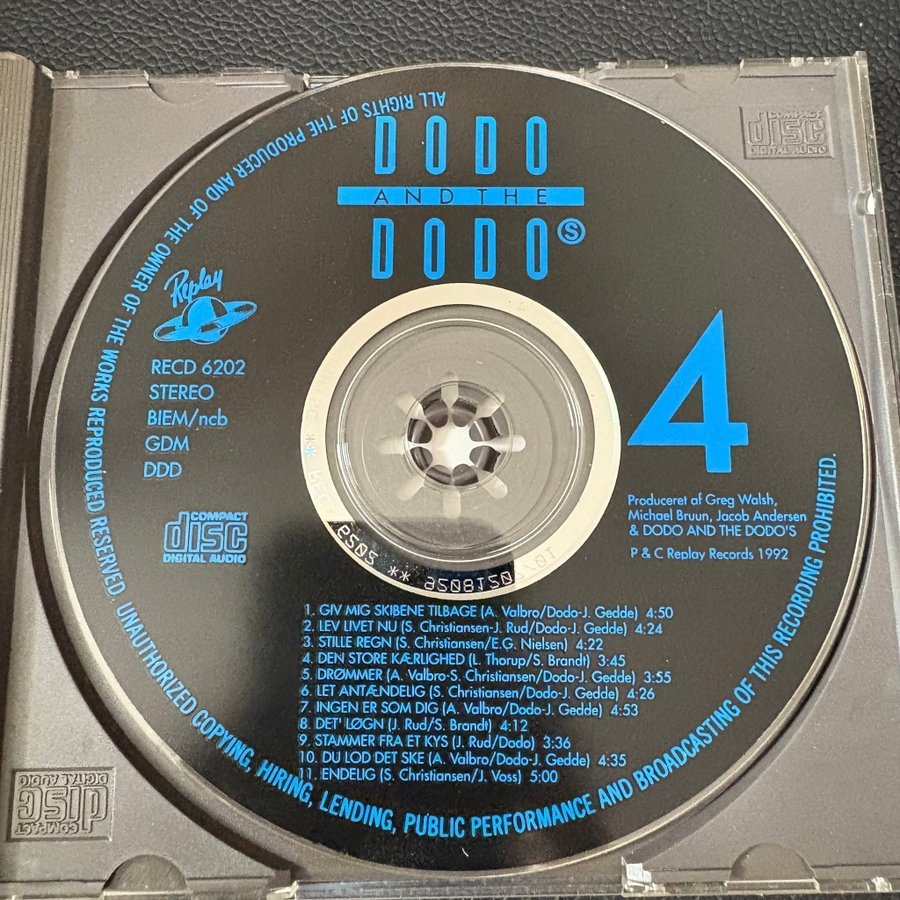 DODO
AND THE
DODO S
Replay
RECD 6202
STEREO
BIEM/ncb
GDM
DDD
COMPACT
disc
DIGITAL AUDIO
4
Produceret af Greg Walsh,
Michael Bruun, Jacob Andersen
& DODO AND THE DODO'S
P & C Replay Records 1992
1. GIV MIG SKIBENE TILBAGE (A. Valbro/Dodo-J. Gedde) 4:50
2. LEV LIVET NU (S. Christiansen-J. Rud/Dodo-J. Gedde) 4:24
3. STILLE REGN (S. Christiansen/E.G. Nielsen) 4:22
4. DEN STORE KÆRLIGHED (L. Thorup/S. Brandt) 3:45
5. DRØMMER (A. Valbro-S. Christiansen/Dodo-J. Gedde) 3:55
6. LET ANTÆNDELIG (S. Christiansen/Dodo-J. Gedde) 4:26
7. INGEN ER SOM DIG (A. Valbro/Dodo-J. Gedde) 4:53
8. DET' LØGN (J. Rud/S. Brandt) 4:12
9. STAMMER FRA ET KYS (J. Rud/Dodo) 3:36
10. DU LOD DET SKE (A. Valbro/Dodo-J. Gedde) 4:35
11. ENDELIG (S. Christiansen/J. Voss) 5:00
ALL RIGHTS OF THE PRODUCER AND OF THE OWNER OF THE WORKS REPRODUCED RESERVED. UNAUTHORIZED COPYING, HIRING, LENDING, PUBLIC PERFORMANCE AND BROADCASTING OF THIS RECORDING PROHIBITED.
COMPACT
disc
DIGITAL AUDIO
COMPACT
disc
DIGITAL AUDIO